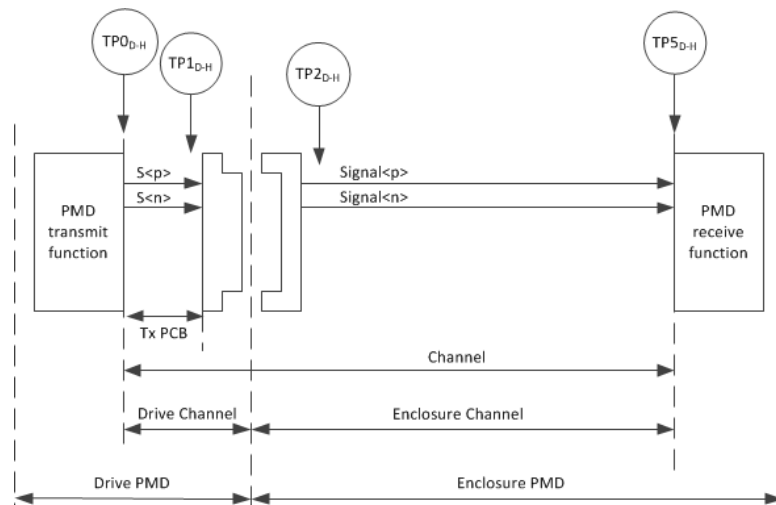 TP0D-H
TP1D-H
TP2D-H
TP5D-H
S<p>
S<n>
Signal<p>
Signal<n>
PMD
transmit
function
PMD
receive
function
Tx PCB
Channel
Drive Channel
Enclosure Channel
Drive PMD
Enclosure PMD